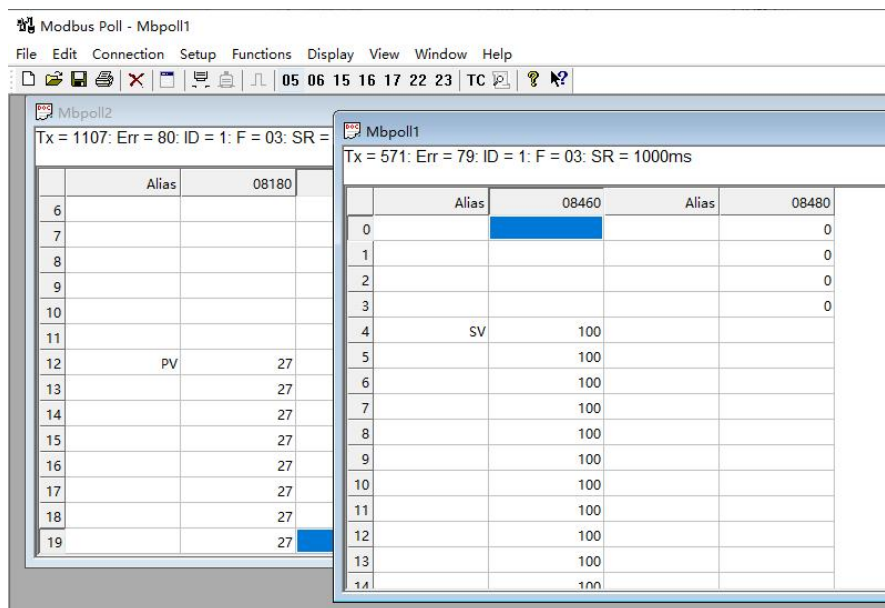 Modbus Poll - Mbpoll1
File Edit Connection Setup Functions Display View Window Help
05 06 15 16 17 22 23 TC
Mbpoll2
Tx = 1107: Err = 80: ID = 1: F = 03: SR =
Alias 08180
6
7
8
9
10
11
12 PV 27
13 27
14 27
15 27
16 27
17 27
18 27
19 27
Mbpoll1
Tx = 571: Err = 79: ID = 1: F = 03: SR = 1000ms
Alias 08460 Alias 08480
0 0
1 0
2 0
3 0
4 SV 100
5 100
6 100
7 100
8 100
9 100
10 100
11 100
12 100
13 100
14 100